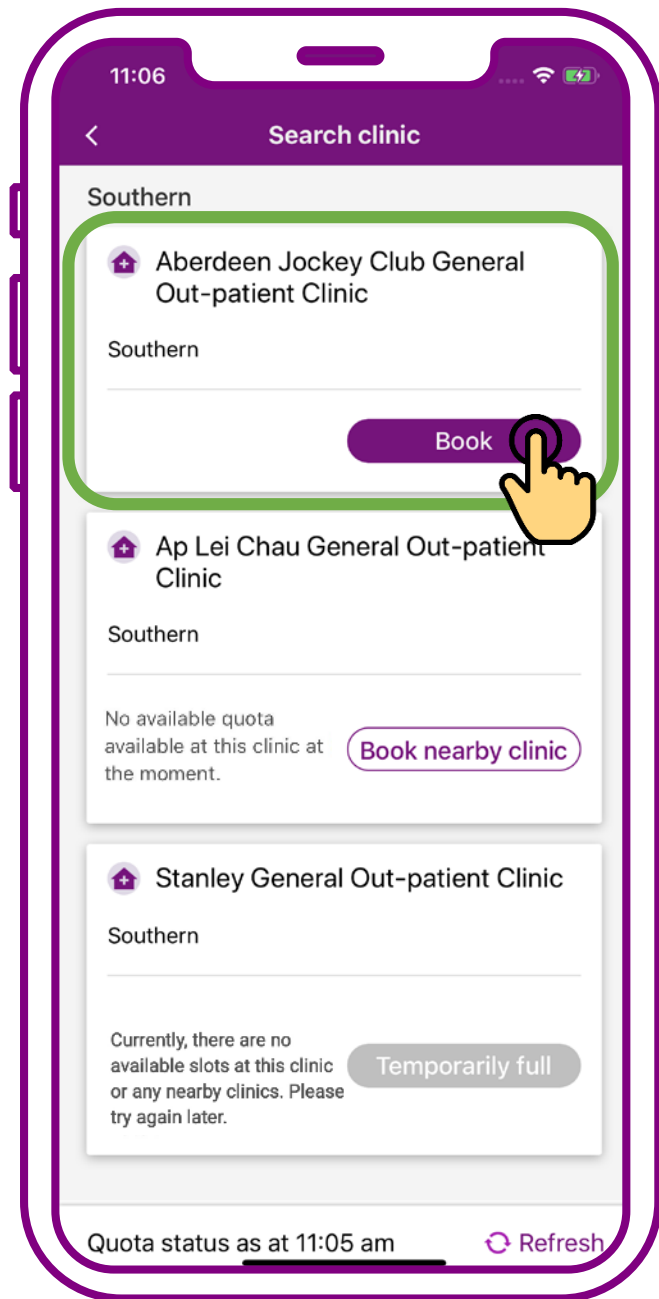 11:06
Search clinic
Southern
Aberdeen Jockey Club General
Out-patient Clinic
Southern
Book
Ap Lei Chau General Out-patient
Clinic
Southern
No available quota
available at this clinic at
the moment.
Book nearby clinic
Stanley General Out-patient Clinic
Southern
Currently, there are no
available slots at this clinic
or any nearby clinics. Please
try again later.
Temporarily full
Quota status as at 11:05 am
Refresh